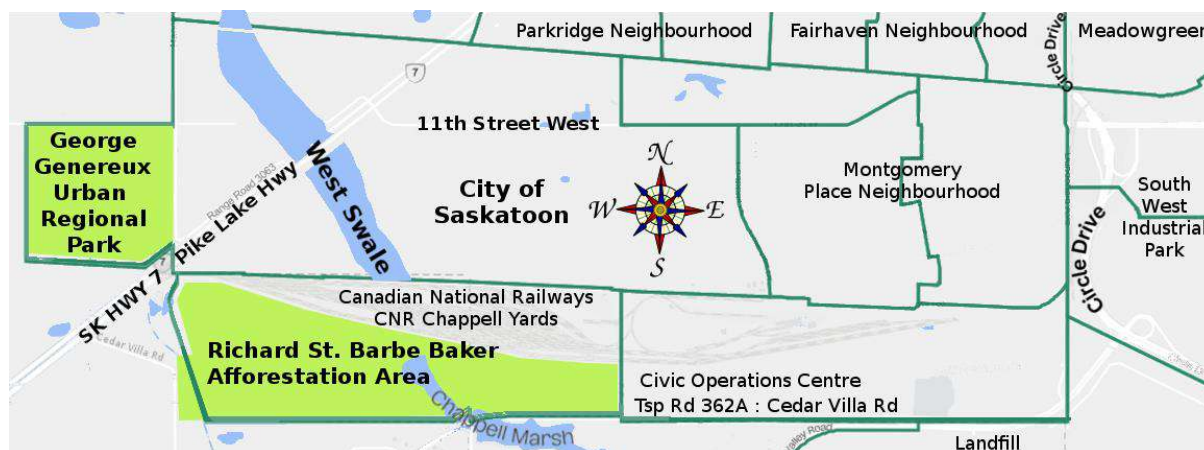 Parkridge Neighbourhood
Fairhaven Neighbourhood
Meadowgreen
Circle Drive
7
11th Street West
George
Genereux
Urban
Regional
Park
Range Road 3063
SK HWY 7 Pike Lake Hwy
West Swale
City of
Saskatoon
N
W
E
S
Montgomery
Place Neighbourhood
South
West
Industrial
Park
Circle Drive
Canadian National Railways
CNR Chappell Yards
Cedar Villa Rd
Richard St. Barbe Baker
Afforestation Area
Civic Operations Centre
Tsp Rd 362A : Cedar Villa Rd
Chappell Marsh
Landfill